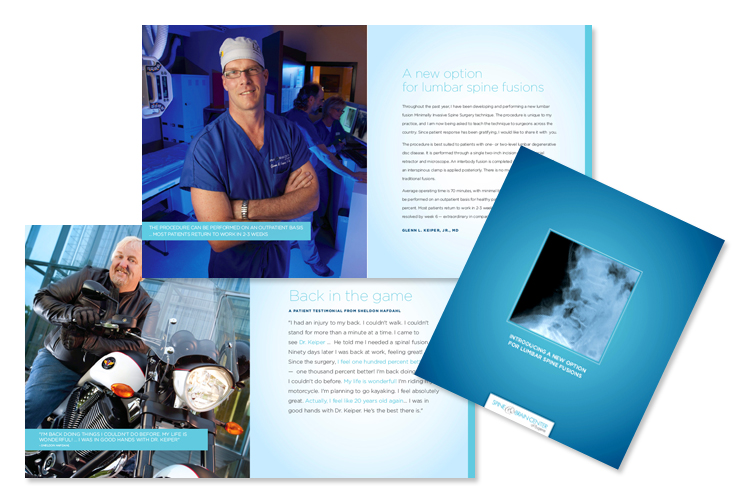 A new option
for lumbar spine fusions
Throughout the past year, I have been developing and performing a new lumbar
fusion Minimally Invasive Spine Surgery technique. The procedure is unique to my
practice, and I am now being asked to teach the technique to surgeons across the
country. Since patient response has been gratifying, I would like to share it with you.
The procedure is best suited to patients with one- or two-level lumbar degenerative
disc disease. It is performed through a single two-inch incision
retractor and microscope. An interbody fusion is completed
an interspinous clamp is applied posteriorly. There is no
traditional fusions.
Average operating time is 70 minutes, with minimal
be performed on an outpatient basis for healthy
percent. Most patients return to work in 2-3 weeks
resolved by week 6 — extraordinary in
GLENN L. KEIPER, JR., MD
THE PROCEDURE CAN BE PERFORMED ON AN OUTPATIENT BASIS
... MOST PATIENTS RETURN TO WORK IN 2-3 WEEKS
Back in the game
A PATIENT TESTIMONIAL FROM SHELDON HAFDAHL
"I had an injury to my back. I couldn't walk. I couldn't
stand for more than a minute at a time. I came to
see Dr. Keiper ... He told me I needed a spinal fusion.
Ninety days later I was back at work, feeling great!
Since the surgery, I feel one hundred percent
— one thousand percent better! I'm back doing
I couldn't do before. My life is wonderful! I'm riding my
motorcycle. I'm planning to go kayaking. I feel absolutely
great. Actually, I feel like 20 years old again... I was in
good hands with Dr. Keiper. He's the best there is."
"I'M BACK DOING THINGS I COULDN'T DO BEFORE. MY LIFE IS
WONDERFUL! ... I WAS IN GOOD HANDS WITH DR. KEIPER!"
INTRODUCING A NEW OPTION
FOR LUMBAR SPINE FUSIONS
SPINE & BRAIN CENTER